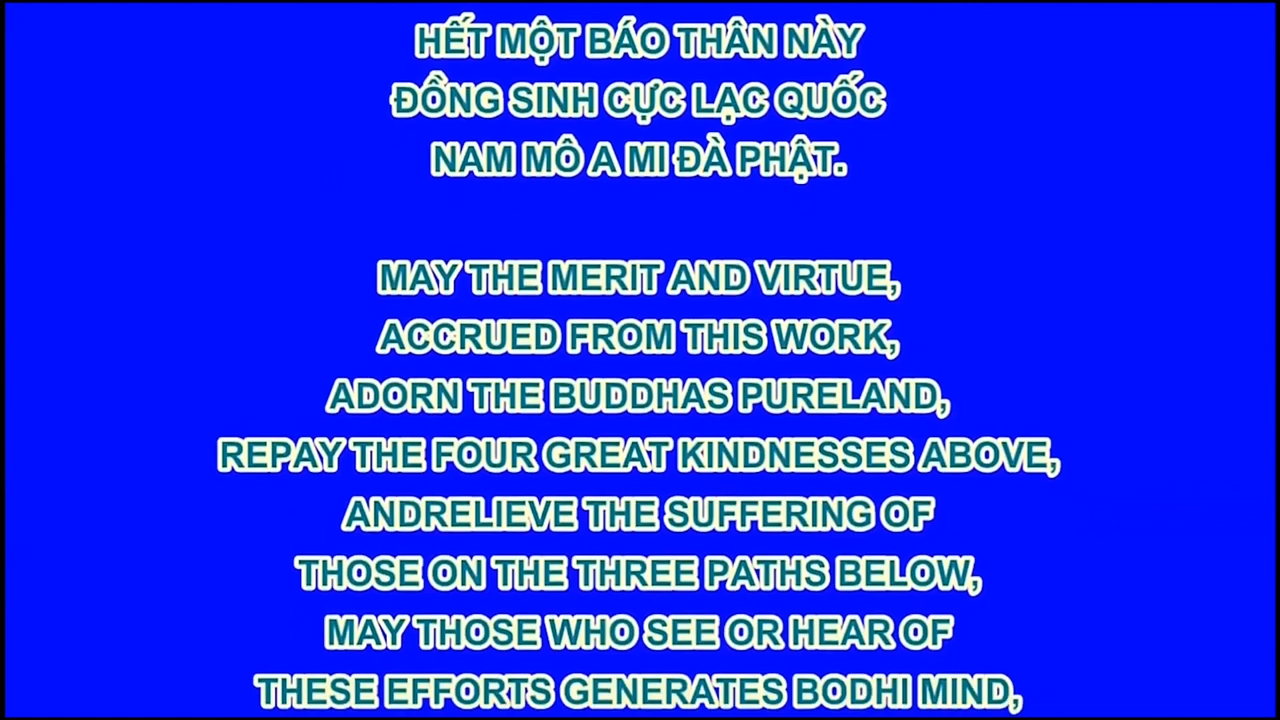 HẾT MỘT BÁO THÂN NÀY
ĐỒNG SINH CỰC LẠC QUỐC
NAM MÔ A MI ĐÀ PHẬT.
MAY THE MERIT AND VIRTUE,
ACCRUED FROM THIS WORK,
ADORN THE BUDDHAS PURELAND,
REPAY THE FOUR GREAT KINDNESSES ABOVE,
ANDRELIEVE THE SUFFERING OF
THOSE ON THE THREE PATHS BELOW,
MAY THOSE WHO SEE OR HEAR OF
THESE EFFORTS GENERATES BODHI MIND,